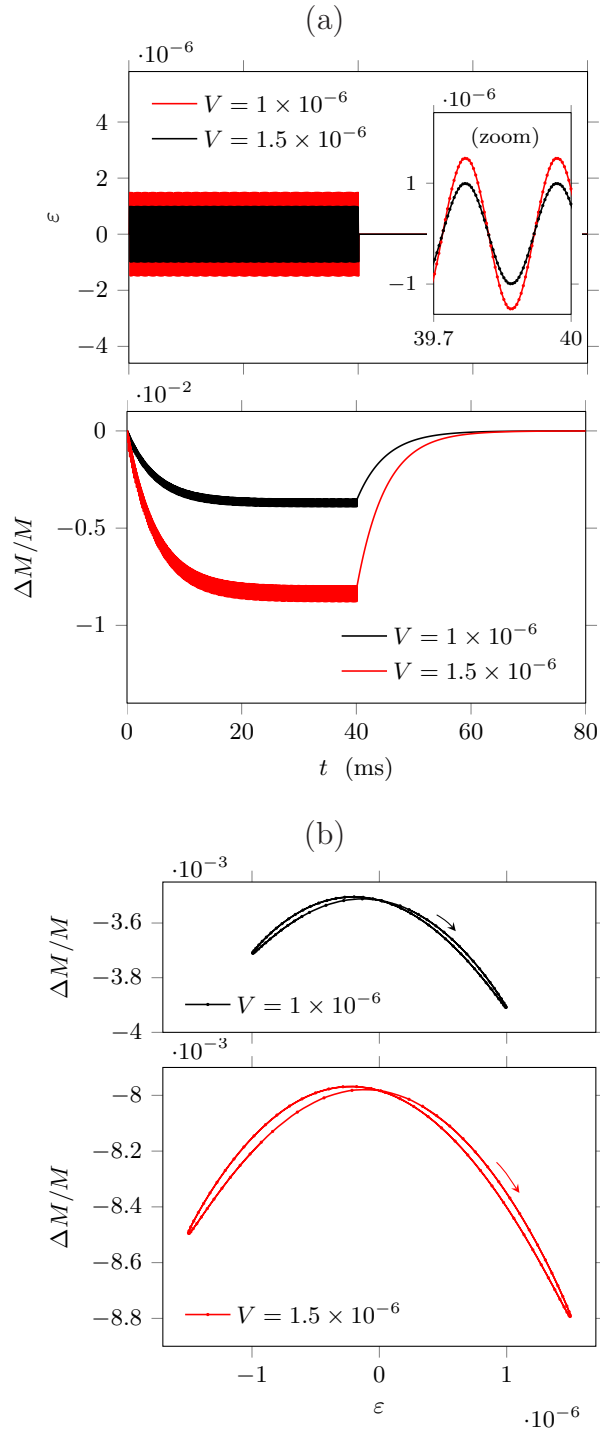 (a)
·10⁻⁶
V = 1 × 10⁻⁶
V = 1.5 × 10⁻⁶
4
2
0
−2
−4
ε
·10⁻⁶
(zoom)
1
−1
39.7 40
·10⁻²
0
−0.5
−1
ΔM/M
V = 1 × 10⁻⁶
V = 1.5 × 10⁻⁶
0 20 40 60 80
t (ms)
(b)
·10⁻³
−3.6
−3.8
−4
ΔM/M
V = 1 × 10⁻⁶
·10⁻³
−8
−8.2
−8.4
−8.6
−8.8
ΔM/M
V = 1.5 × 10⁻⁶
−1 0 1
ε
·10⁻⁶